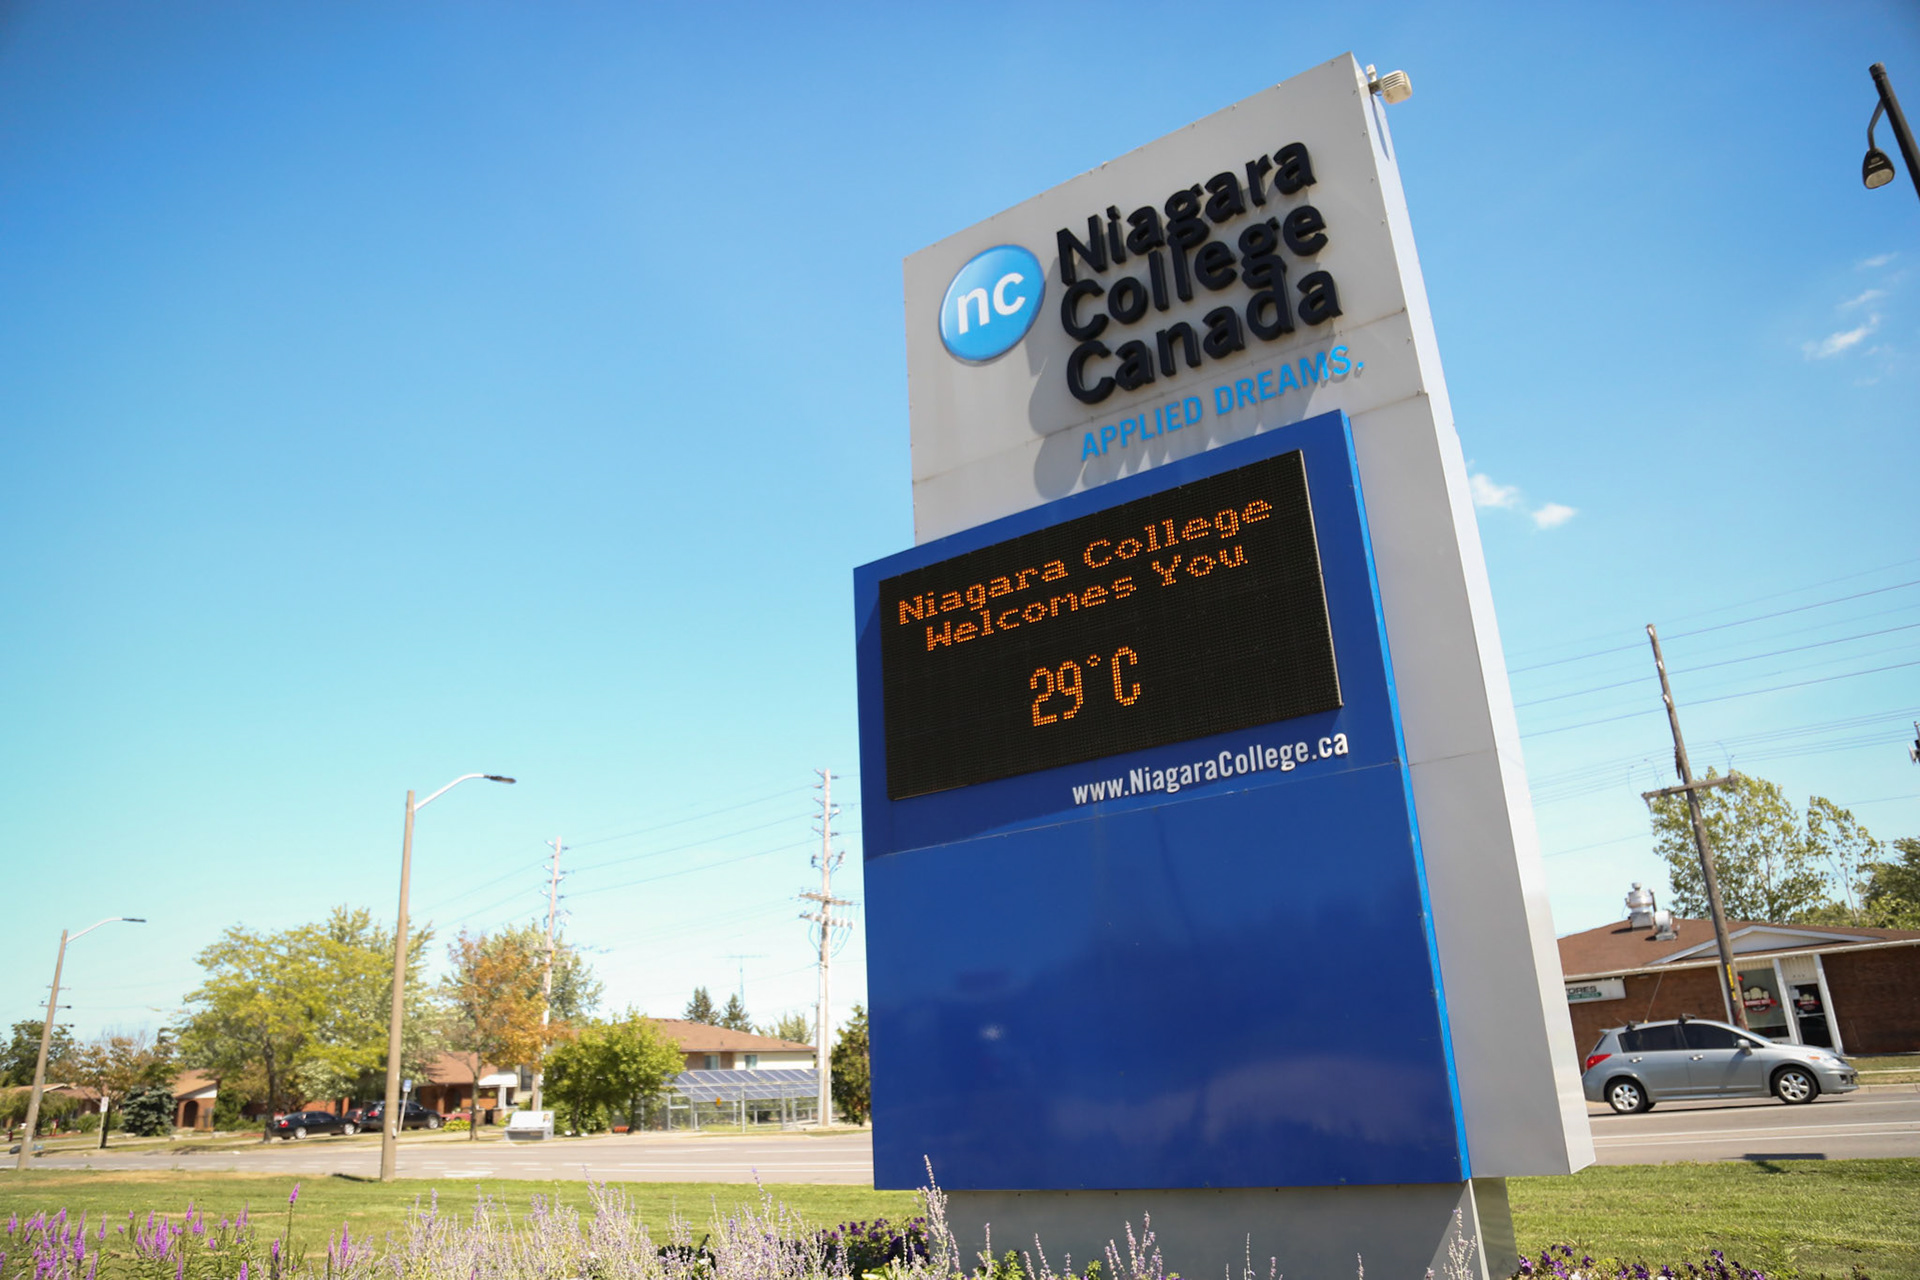 nc
Niagara
College
Canada
APPLIED DREAMS.
Niagara College
Welcomes You
29°C
www.NiagaraCollege.ca